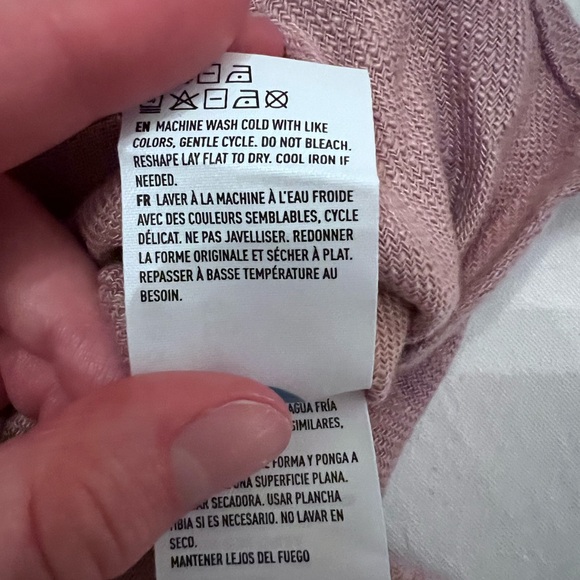 EN MACHINE WASH COLD WITH LIKE
COLORS, GENTLE CYCLE. DO NOT BLEACH.
RESHAPE LAY FLAT TO DRY. COOL IRON IF
NEEDED.
FR LAVER À LA MACHINE À L'EAU FROIDE
AVEC DES COULEURS SEMBLABLES, CYCLE
DÉLICAT. NE PAS JAVELLISER. REDONNER
LA FORME ORIGINALE ET SÉCHER À PLAT.
REPASSER À BASSE TEMPÉRATURE AU
BESOIN.
AGUA FRÍA
SIMILARES,
FORMA Y PONGA A
SUPERFICIE PLANA.
SECADORA. USAR PLANCHA
SI ES NECESARIO. NO LAVAR EN
SECO.
MANTENER LEJOS DEL FUEGO